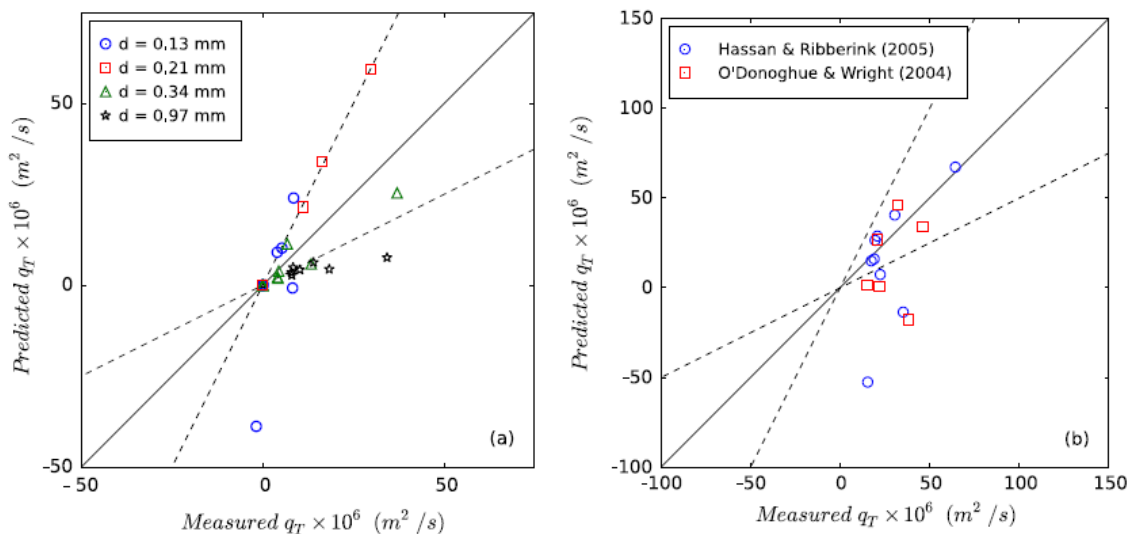 d = 0.13 mm
d = 0.21 mm
d = 0.34 mm
d = 0.97 mm
50
0
-50
-50
0
50
Predicted q_T × 10^6 (m^2 /s)
Measured q_T × 10^6 (m^2 /s)
(a)
Hassan & Ribberink (2005)
O'Donoghue & Wright (2004)
150
100
50
0
-50
-100
-100
-50
0
50
100
150
Predicted q_T × 10^6 (m^2 /s)
Measured q_T × 10^6 (m^2 /s)
(b)